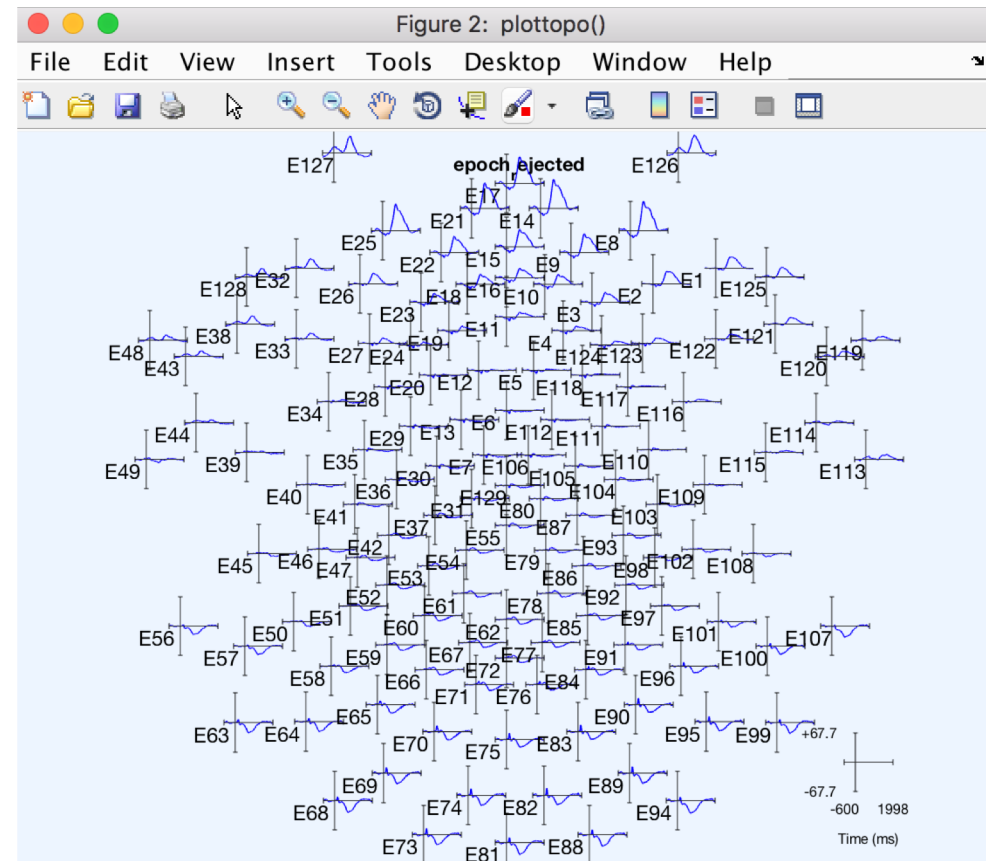 Figure 2: plottopo()
File Edit View Insert Tools Desktop Window Help
E127 epoch ejected E126
E17
E21 E14
E25 E8
E22 E15 E9
E128 E32 E26 E18 E16 E10 E2 E1 E125
E23 E3
E38 E11 E121
E48 E43 E33 E27 E24 E19 E4 E124 E123 E122 E120 E119
E34 E28 E20 E12 E5 E118 E117 E116
E44 E29 E13 E6 E112 E111 E114
E49 E39 E35 E7 E106 E110 E115 E113
E40 E36 E30 E129 E105 E104 E109
E41 E31 E80 E103
E37 E55 E87
E45 E46 E47 E42 E54 E79 E93 E98 E102 E108
E53 E86
E52 E61 E78 E92 E97
E56 E50 E51 E60 E62 E85 E101 E107
E57 E59 E67 E77 E91 E100
E58 E66 E72 E84 E96
E65 E71 E76 E90
E63 E64 E70 E75 E83 E95 E99 +67.7
E69 E89 -67.7
E68 E74 E82 E94 -600 1998
E73 E81 E88 Time (ms)